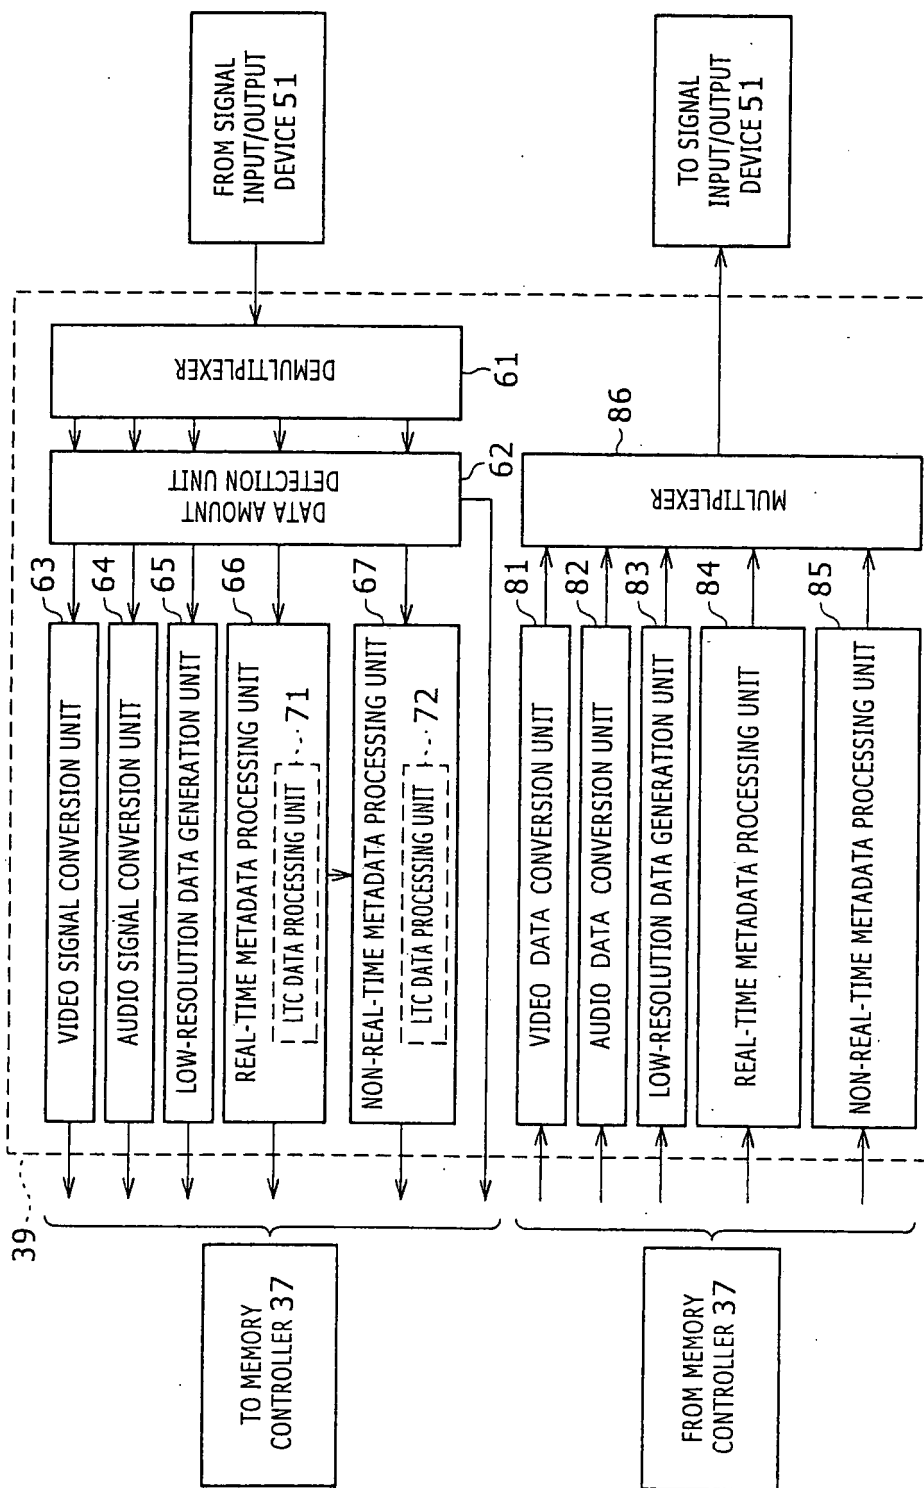 39
TO MEMORY
CONTROLLER 37
VIDEO SIGNAL CONVERSION UNIT
63
AUDIO SIGNAL CONVERSION UNIT
64
LOW-RESOLUTION DATA GENERATION UNIT
65
REAL-TIME METADATA PROCESSING UNIT
66
LTC DATA PROCESSING UNIT
71
NON-REAL-TIME METADATA PROCESSING UNIT
67
LTC DATA PROCESSING UNIT
72
DATA AMOUNT
DETECTION UNIT
62
DEMULTIPLEXER
61
FROM SIGNAL
INPUT/OUTPUT
DEVICE 51
FROM MEMORY
CONTROLLER 37
VIDEO DATA CONVERSION UNIT
81
AUDIO DATA CONVERSION UNIT
82
LOW-RESOLUTION DATA GENERATION UNIT
83
REAL-TIME METADATA PROCESSING UNIT
84
NON-REAL-TIME METADATA PROCESSING UNIT
85
MULTIPLEXER
86
TO SIGNAL
INPUT/OUTPUT
DEVICE 51